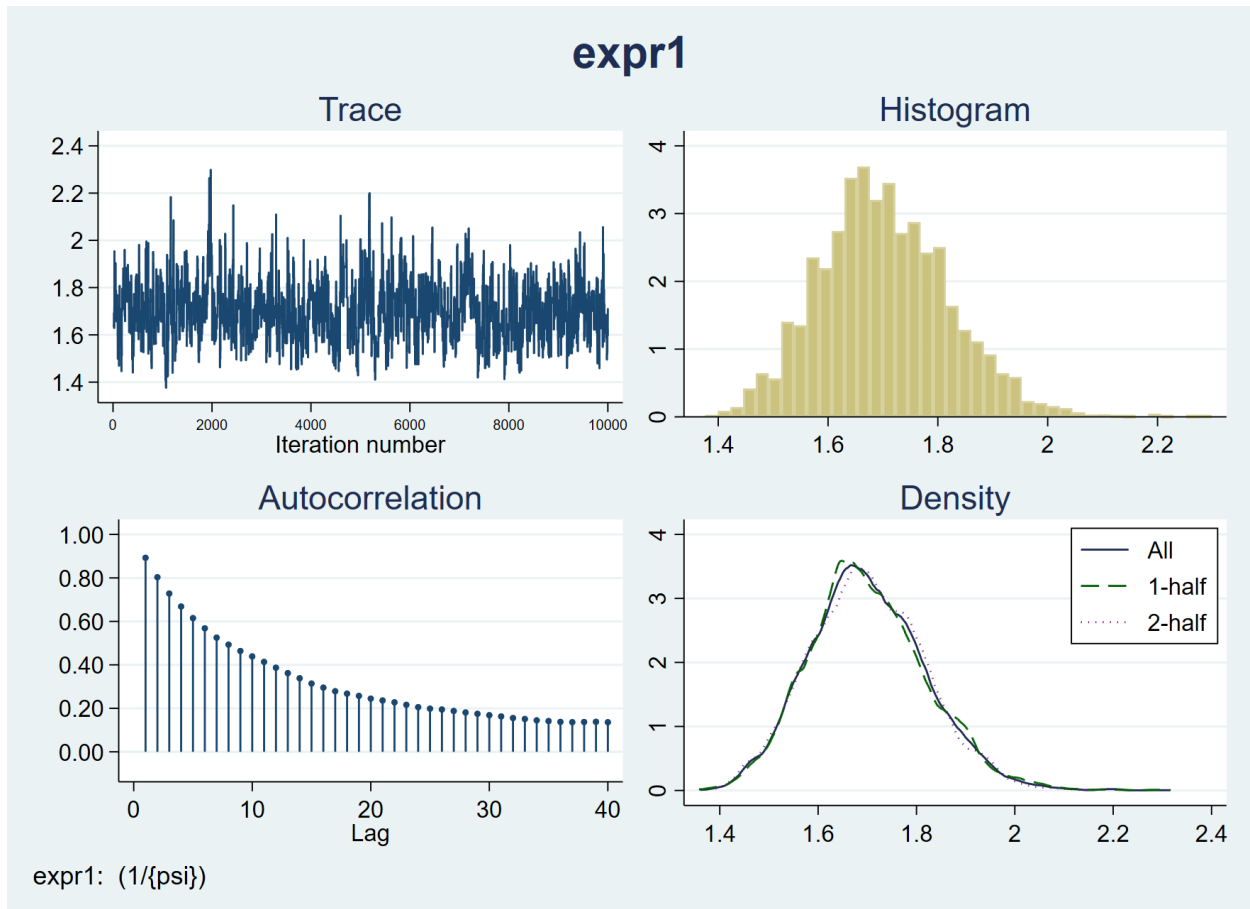 expr1
Trace
2.4
2.2
2
1.8
1.6
1.4
0 2000 4000 6000 8000 10000
Iteration number
Histogram
4
3
2
1
0
1.4 1.6 1.8 2 2.2
Autocorrelation
1.00
0.80
0.60
0.40
0.20
0.00
0 10 20 30 40
Lag
Density
4
3
2
1
0
All
1-half
2-half
1.4 1.6 1.8 2 2.2 2.4
expr1: (1/{psi})